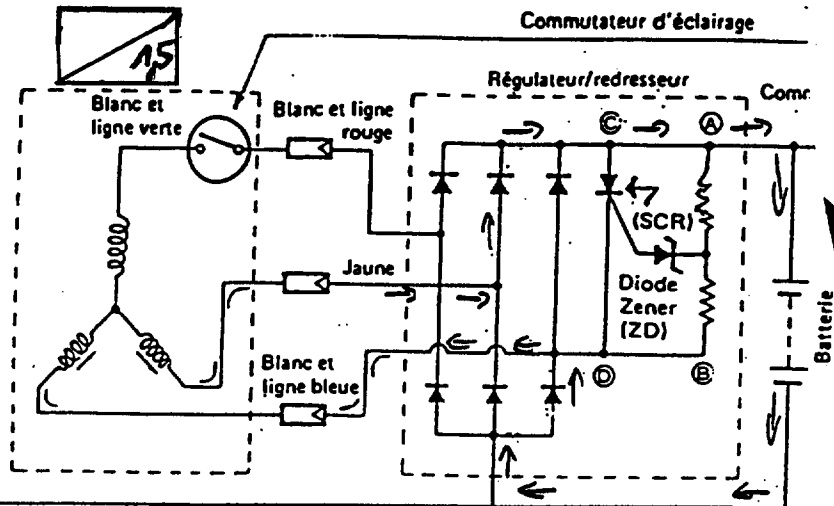 Commutateur d'éclairage
1,5
Régulateur/redresseur
Blanc et
ligne verte
Blanc et ligne
rouge
Comr
C
A
(SCR)
Jaune
Diode
Zener
(ZD)
Batterie
Blanc et
ligne bleue
D
B